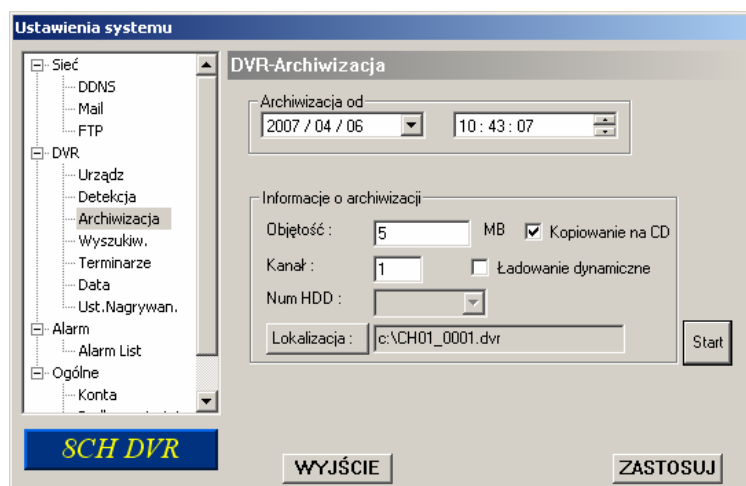 Ustawienia systemu
Sieć
DDNS
Mail
FTP
DVR
Urządz
Detekcja
Archiwizacja
Wyszukiw.
Terminarze
Data
Ust.Nagrywan.
Alarm
Alarm List
Ogólne
Konta
8CH DVR
DVR-Archiwizacja
Archiwizacja od
2007 / 04 / 06 10 : 43 : 07
Informacje o archiwizacji
Objętość : 5 MB Kopiowanie na CD
Kanał : 1 Ładowanie dynamiczne
Num HDD :
Lokalizacja : c:\CH01_0001.dvr
Start
WYJŚCIE ZASTOSUJ